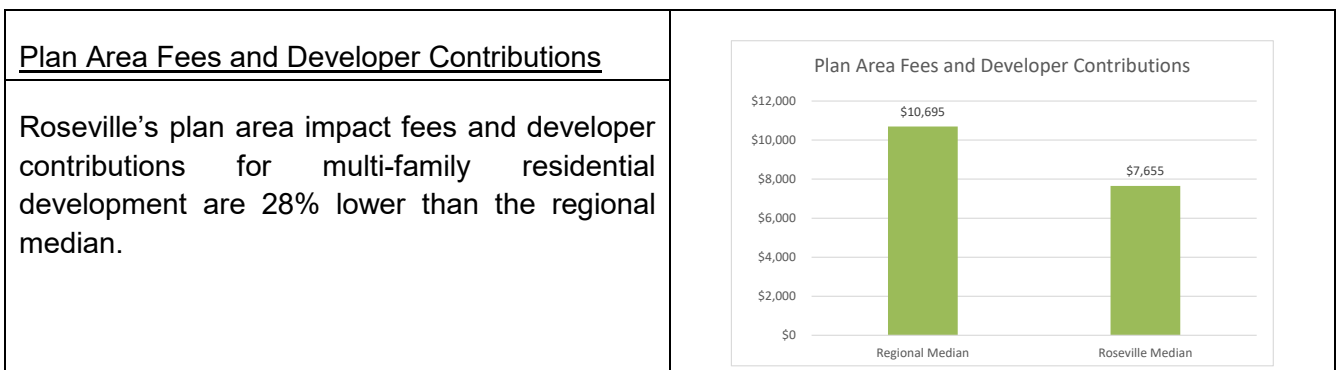 Plan Area Fees and Developer Contributions
Roseville’s plan area impact fees and developer
contributions for multi-family residential
development are 28% lower than the regional
median.
Plan Area Fees and Developer Contributions
$12,000
$10,000
$8,000
$6,000
$4,000
$2,000
$0
$10,695
$7,655
Regional Median
Roseville Median